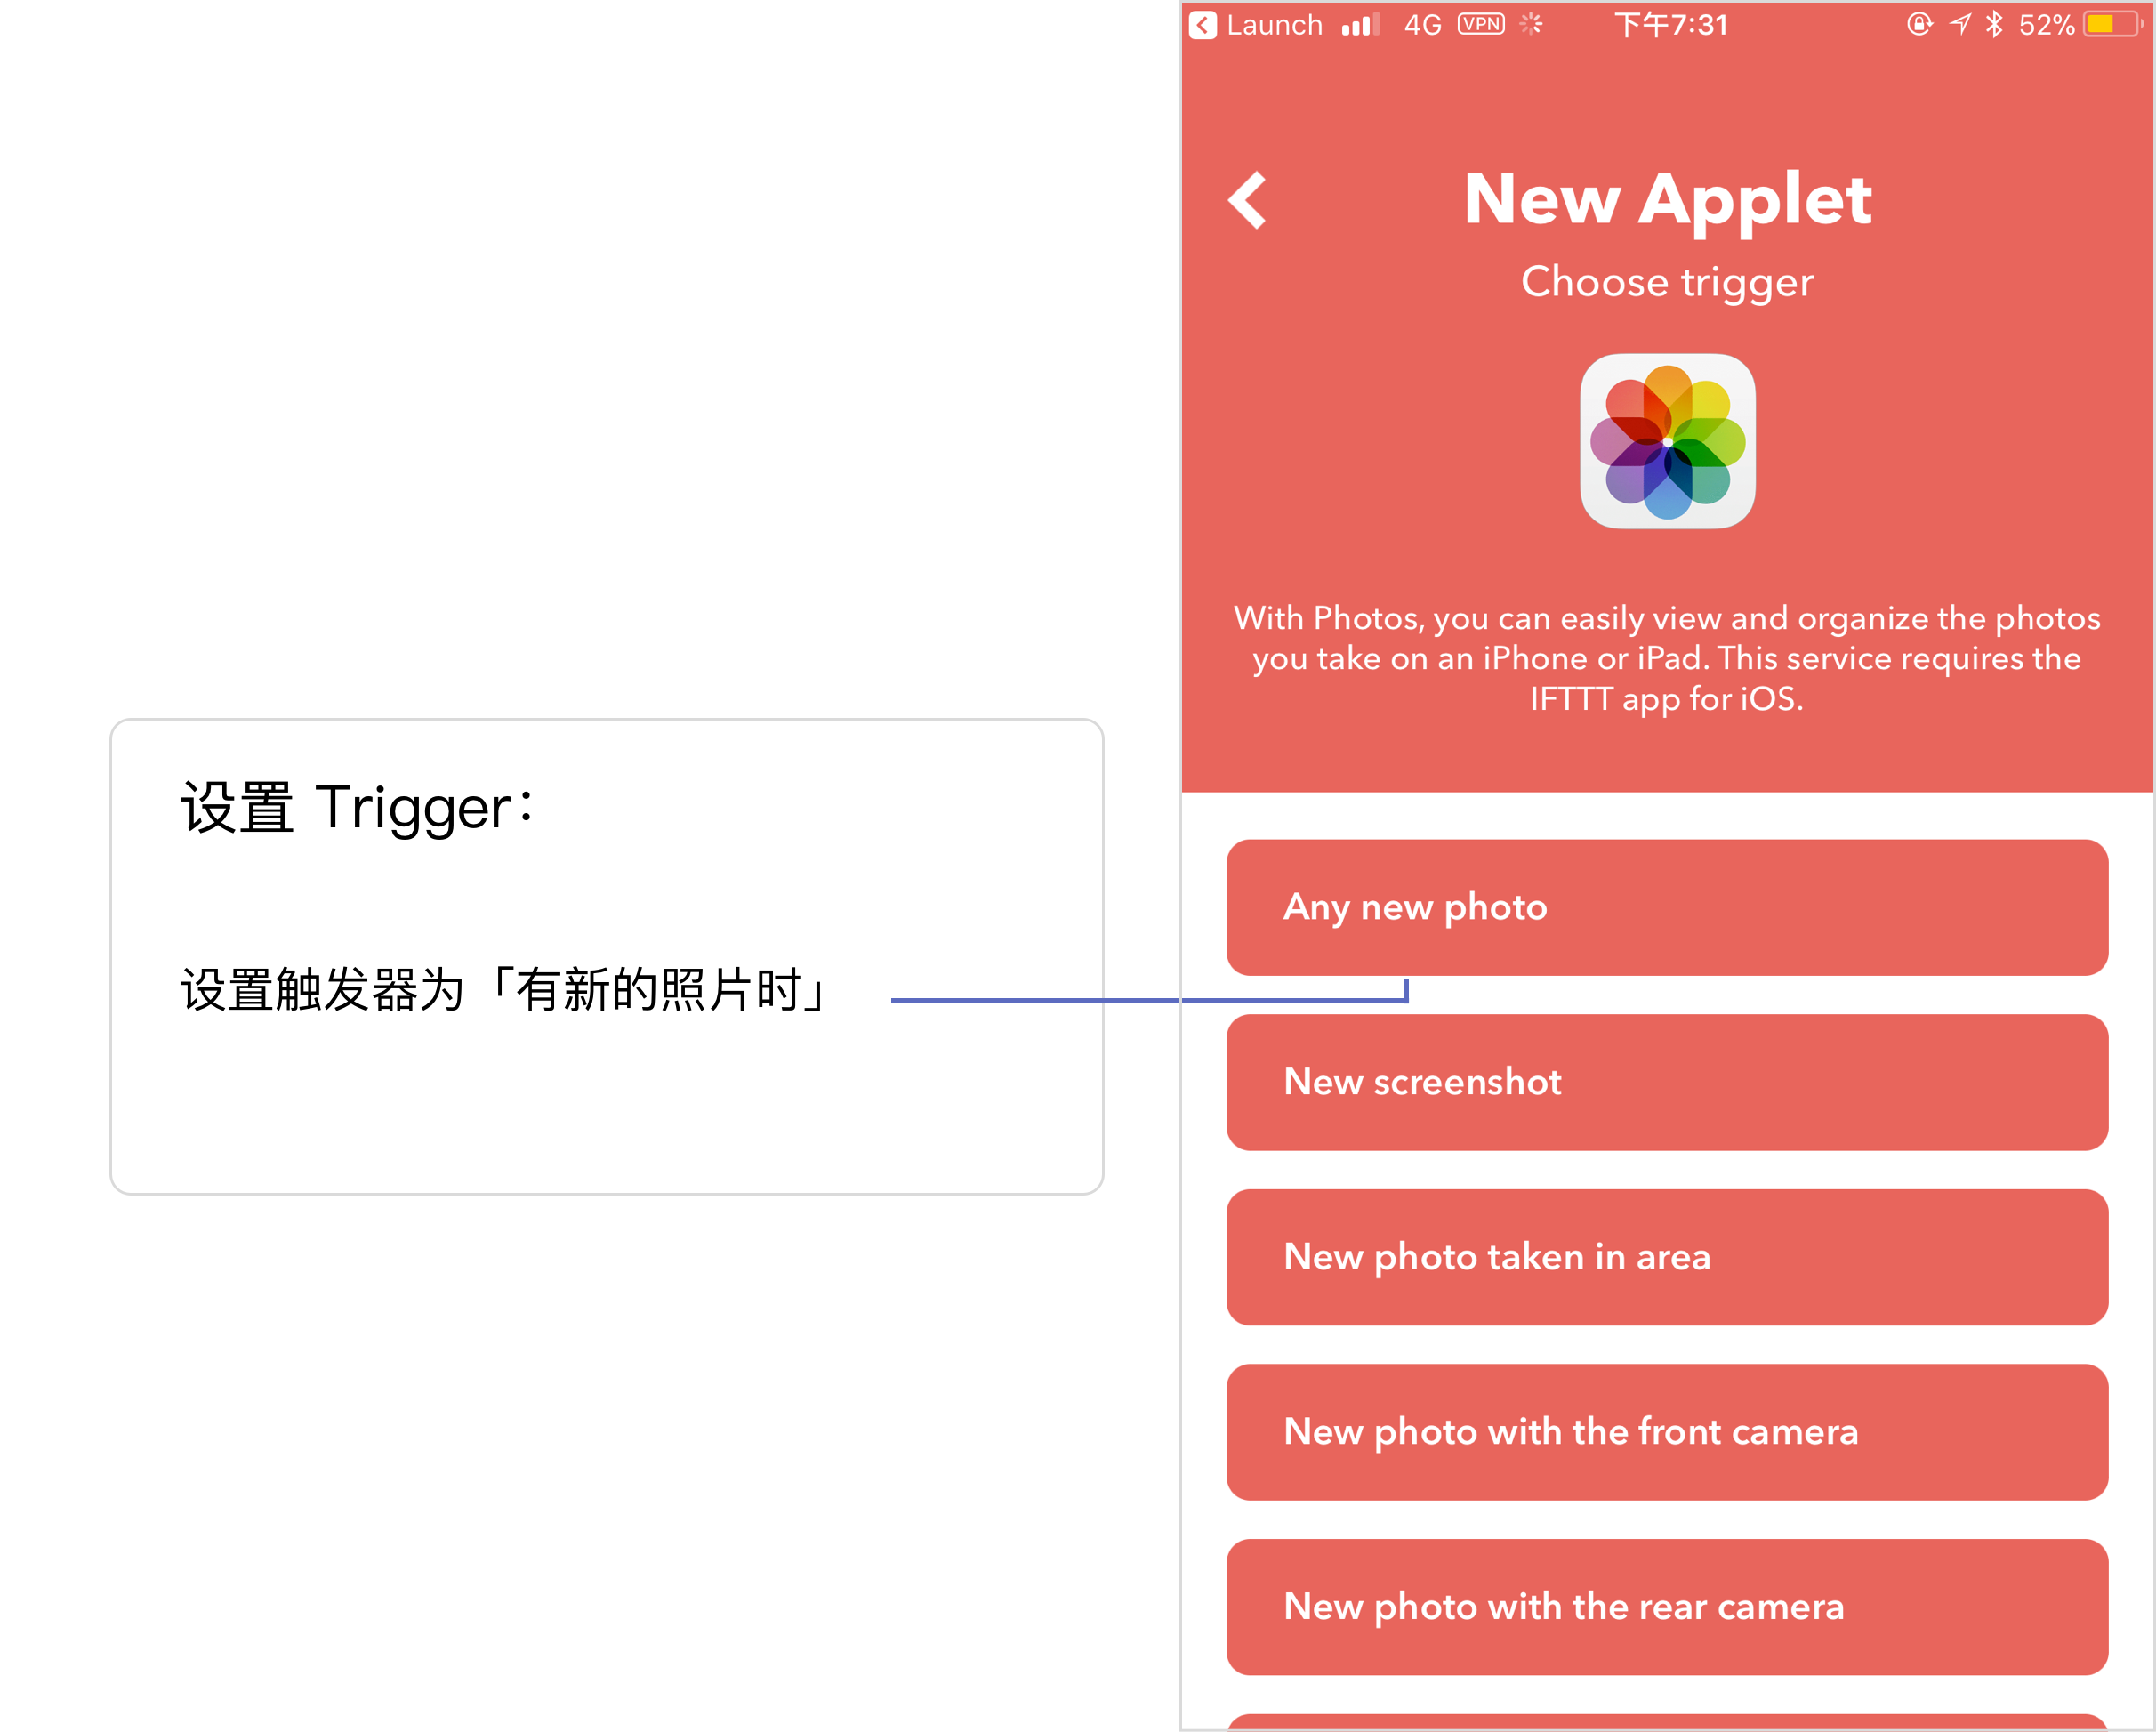 Launch 4G VPN 下午7:31 52%
New Applet
Choose trigger
With Photos, you can easily view and organize the photos
you take on an iPhone or iPad. This service requires the
IFTTT app for iOS.
设置 Trigger：
设置触发器为「有新的照片时」
Any new photo
New screenshot
New photo taken in area
New photo with the front camera
New photo with the rear camera